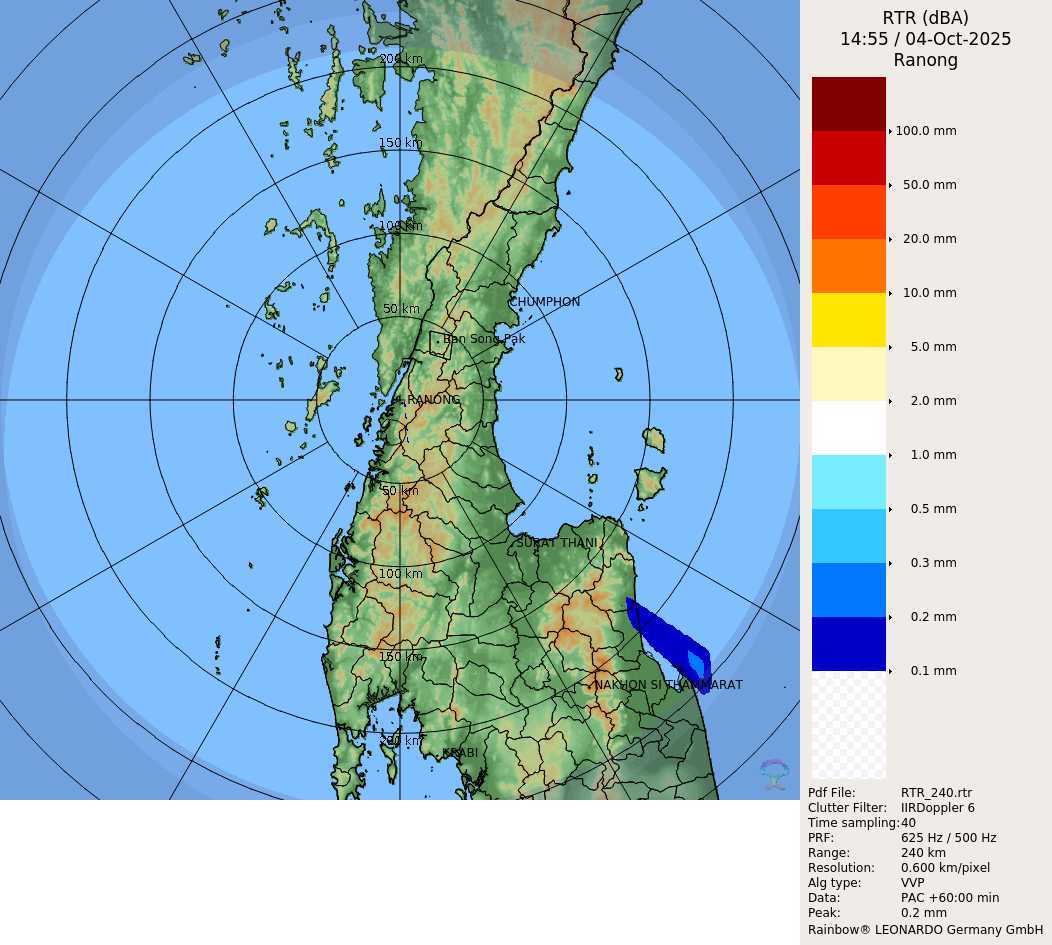 RTR (dBA)
14:55 / 04-Oct-2025
Ranong
100.0 mm
50.0 mm
20.0 mm
10.0 mm
5.0 mm
2.0 mm
1.0 mm
0.5 mm
0.3 mm
0.2 mm
0.1 mm
Pdf File: RTR_240.rtr
Clutter Filter: IIRDoppler 6
Time sampling:40
PRF: 625 Hz / 500 Hz
Range: 240 km
Resolution: 0.600 km/pixel
Alg type: VVP
Data: PAC +60:00 min
Peak: 0.2 mm
Rainbow® LEONARDO Germany GmbH
200 km
150 km
100 km
CHUMPHON
50 km
Ban Song Pak
RANONG
50 km
SURAT THANI
100 km
150 km
NAKHON SI THAMMARAT
200 km
KRABI